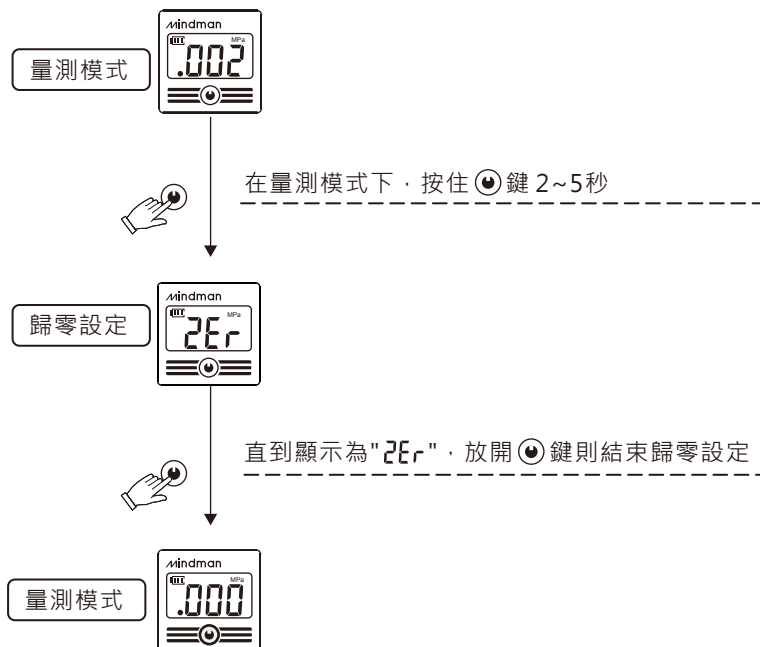 Mindman
MPa
.002
量測模式
在量測模式下，按住鍵 2~5秒
Mindman
MPa
2Er
歸零設定
直到顯示為"2Er"，放開鍵則結束歸零設定
Mindman
MPa
.000
量測模式